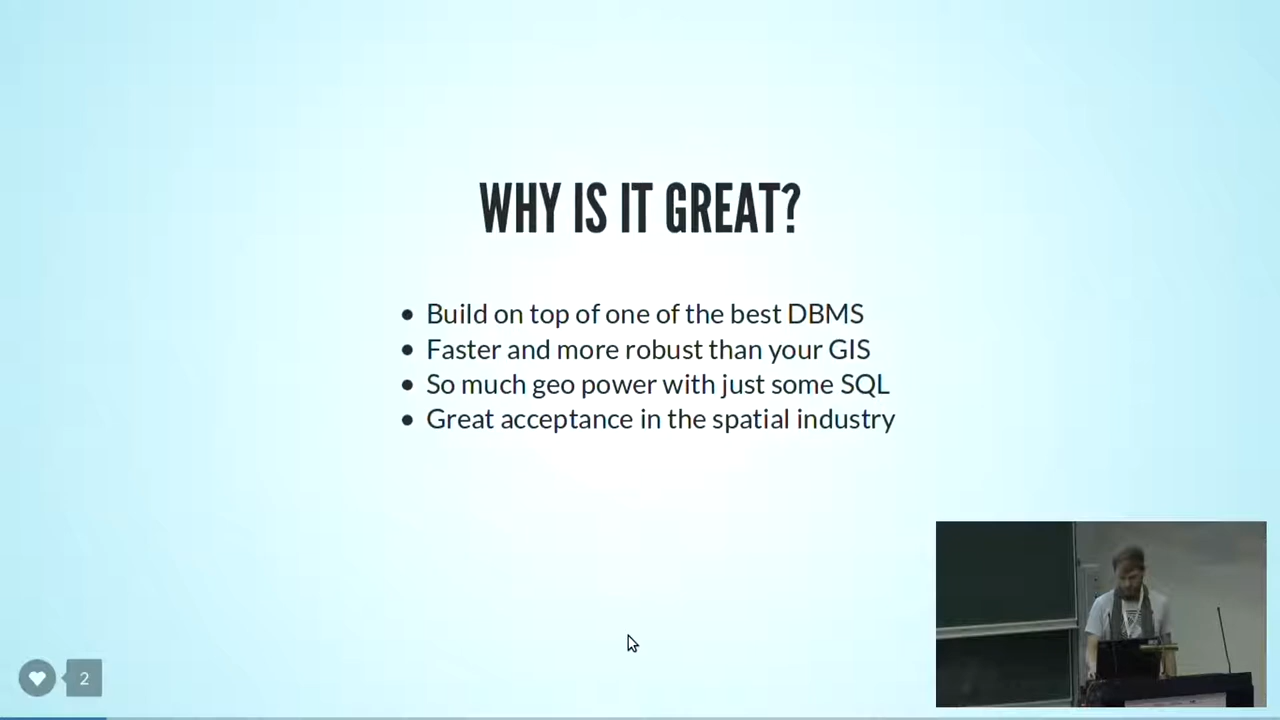 WHY IS IT GREAT?
Build on top of one of the best DBMS
Faster and more robust than your GIS
So much geo power with just some SQL
Great acceptance in the spatial industry
2